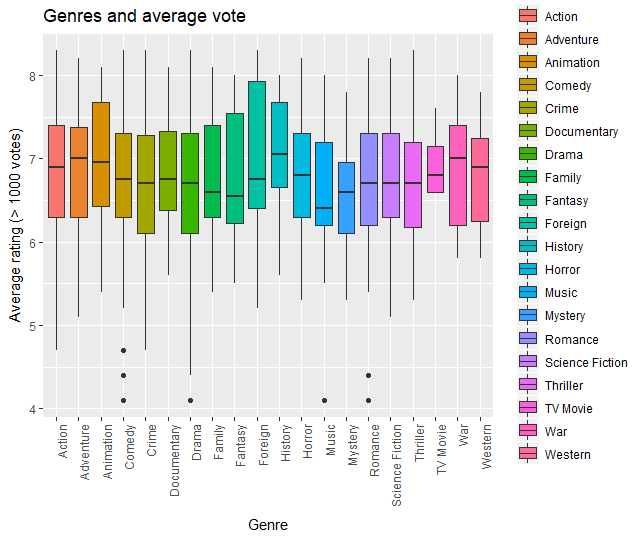 Genres and average vote
Average rating (> 1000 votes)
8
7
6
5
4
Action
Adventure
Animation
Comedy
Crime
Documentary
Drama
Family
Fantasy
Foreign
History
Horror
Music
Mystery
Romance
Science Fiction
Thriller
TV Movie
War
Western
Genre
Action
Adventure
Animation
Comedy
Crime
Documentary
Drama
Family
Fantasy
Foreign
History
Horror
Music
Mystery
Romance
Science Fiction
Thriller
TV Movie
War
Western